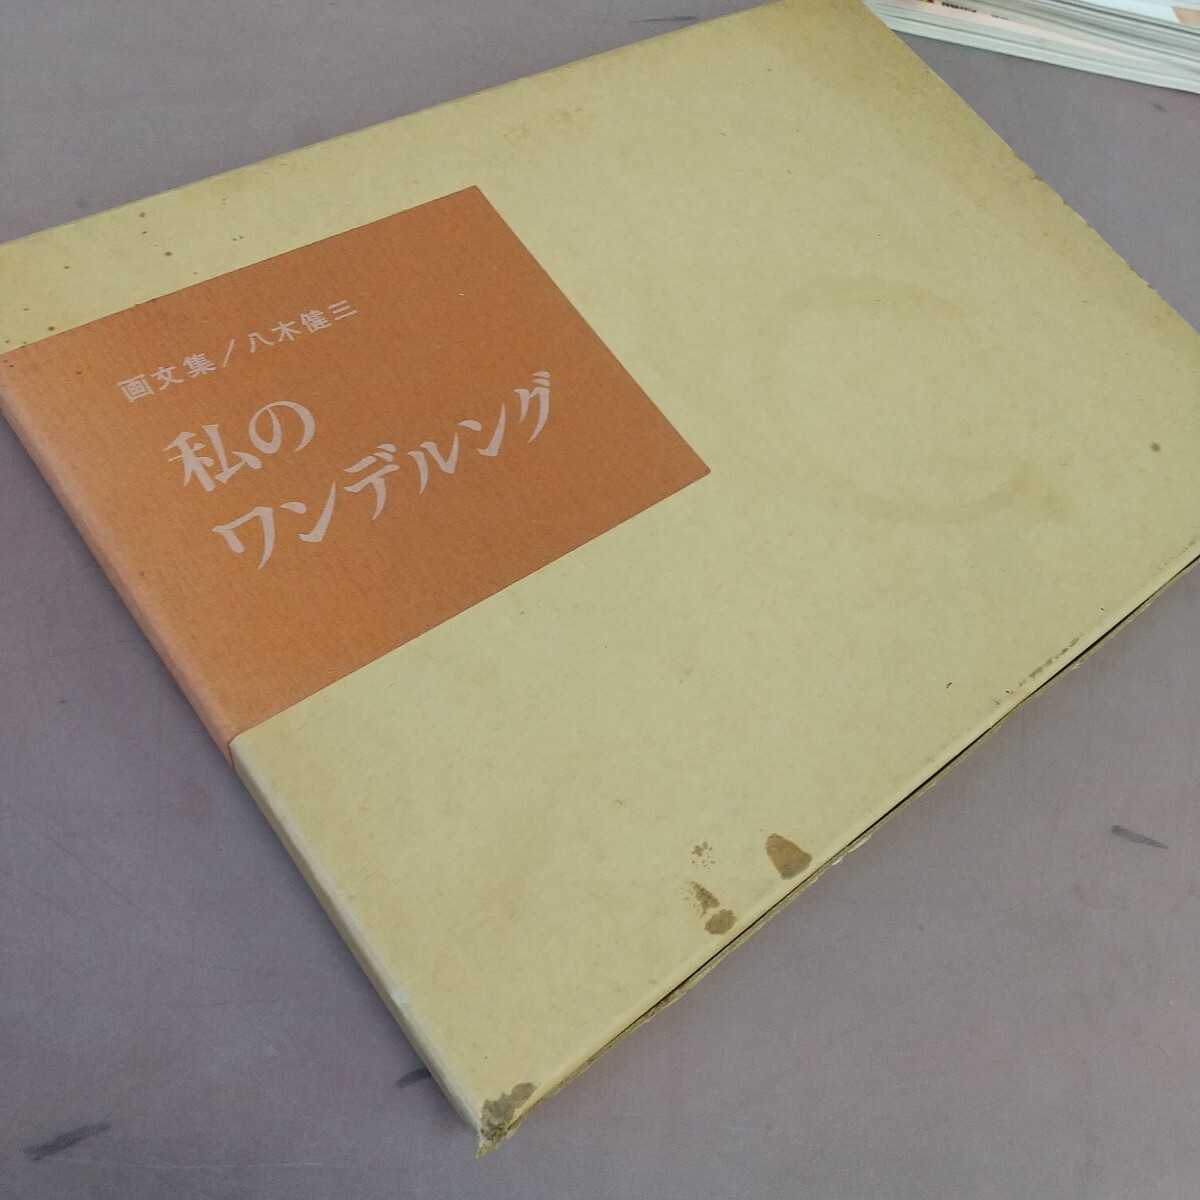 画文集/八木健三
私の
ワンデルング